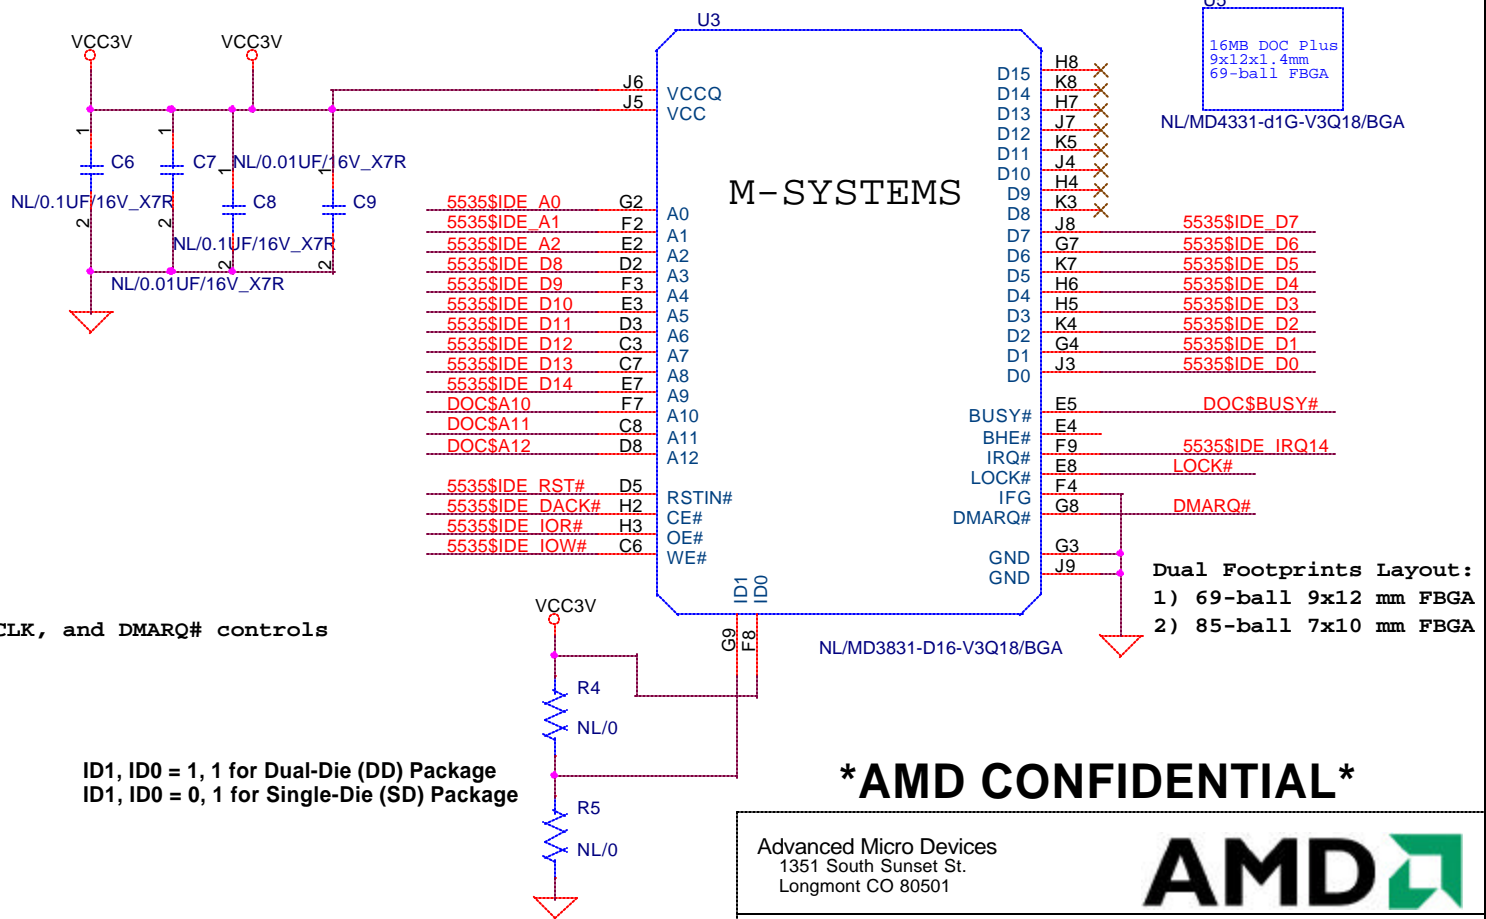 U3
U5
VCC3V
VCC3V
16MB DOC Plus
9x12x1.4mm
69-ball FBGA
NL/MD4331-d1G-V3Q18/BGA
J6
VCCQ
J5
VCC
D15
H8
D14
K8
D13
H7
D12
J7
D11
K5
D10
J4
D9
H4
D8
K3
M-SYSTEMS
1
C6
NL/0.1UF/16V_X7R
2
1
C7
NL/0.01UF/16V_X7R
2
1
C8
NL/0.1UF/16V_X7R
2
1
C9
NL/0.01UF/16V_X7R
2
5535$IDE_A0 G2 A0
5535$IDE_A1 F2 A1
5535$IDE_A2 E2 A2
5535$IDE_D8 D2 A3
5535$IDE_D9 F3 A4
5535$IDE_D10 E3 A5
5535$IDE_D11 D3 A6
5535$IDE_D12 C3 A7
5535$IDE_D13 C7 A8
5535$IDE_D14 E7 A9
DOC$A10 F7 A10
DOC$A11 C8 A11
DOC$A12 D8 A12
5535$IDE_RST# D5 RSTIN#
5535$IDE_DACK# H2 CE#
5535$IDE_IOR# H3 OE#
5535$IDE_IOW# C6 WE#
D7 J8 5535$IDE_D7
D6 G7 5535$IDE_D6
D5 K7 5535$IDE_D5
D4 H6 5535$IDE_D4
D3 H5 5535$IDE_D3
D2 K4 5535$IDE_D2
D1 G4 5535$IDE_D1
D0 J3 5535$IDE_D0
BUSY# E5 DOC$BUSY#
BHE# E4
IRQ# F9 5535$IDE_IRQ14
LOCK# E8 LOCK#
IFG F4
DMARQ# G8 DMARQ#
GND G3
GND J9
ID1
ID0
G9
F8
NL/MD3831-D16-V3Q18/BGA
Dual Footprints Layout:
1) 69-ball 9x12 mm FBGA
2) 85-ball 7x10 mm FBGA
CLK, and DMARQ# controls
VCC3V
R4
NL/0
R5
NL/0
ID1, ID0 = 1, 1 for Dual-Die (DD) Package
ID1, ID0 = 0, 1 for Single-Die (SD) Package
*AMD CONFIDENTIAL*
Advanced Micro Devices
1351 South Sunset St.
Longmont CO 80501
AMD